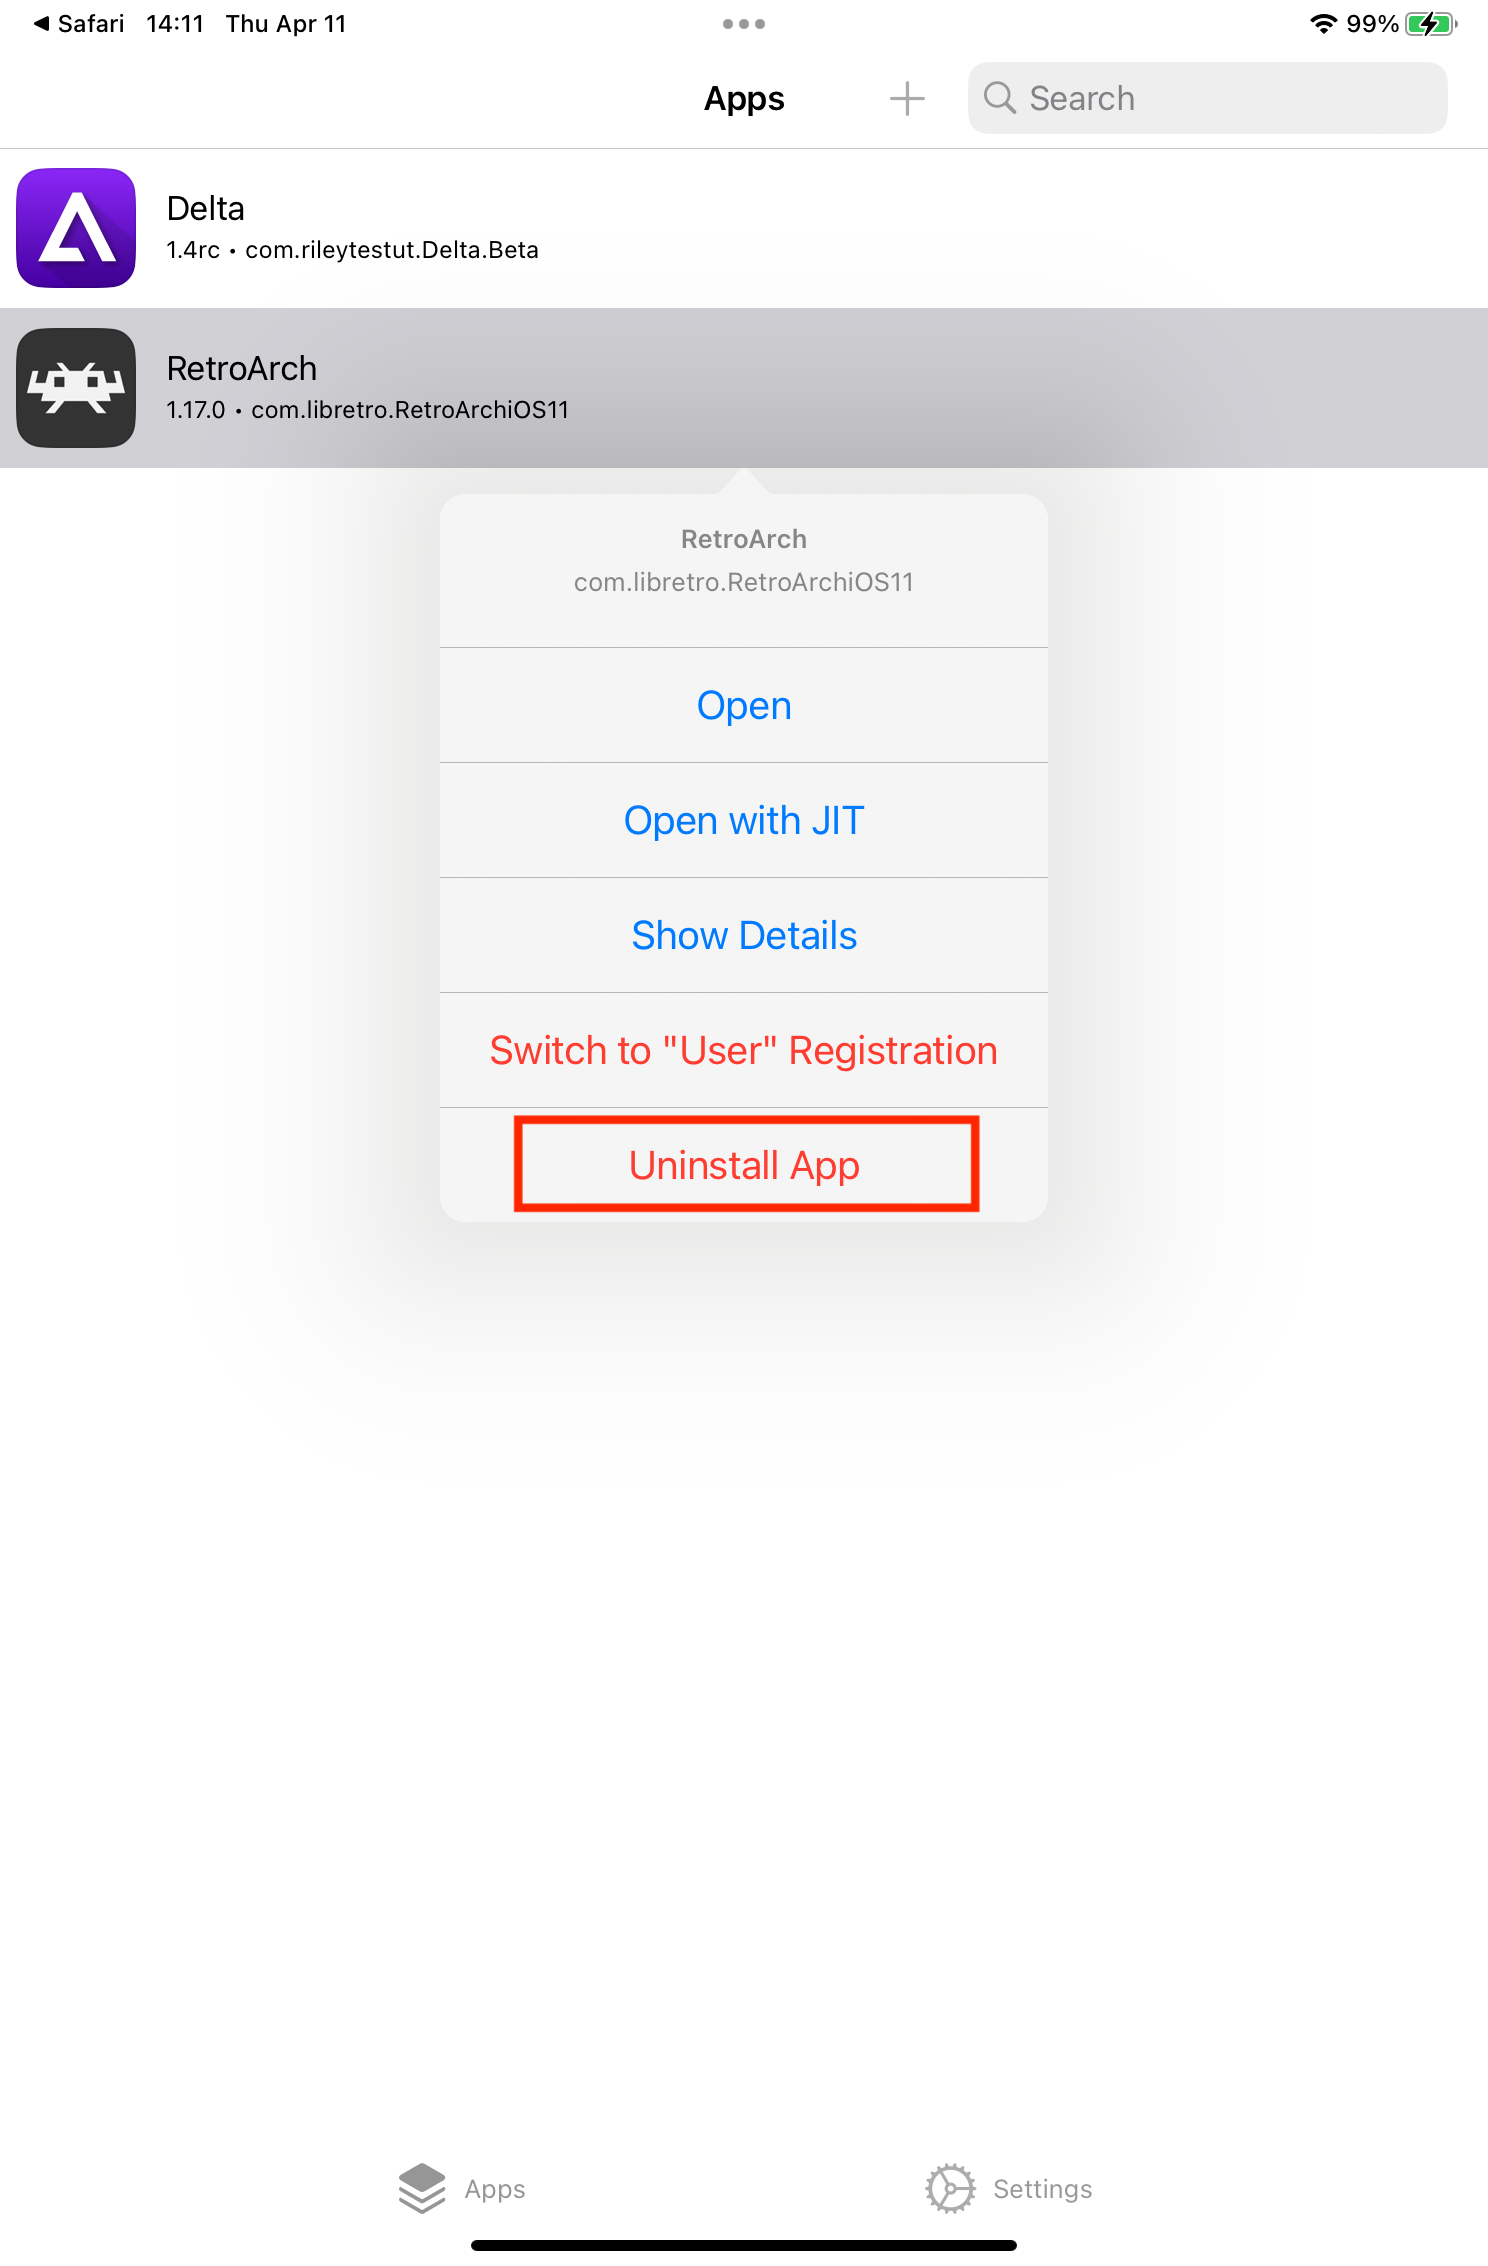 Safari 14:11 Thu Apr 11 99%
Apps Search
Delta
1.4rc • com.rileytestut.Delta.Beta
RetroArch
1.17.0 • com.libretro.RetroArchiOS11
RetroArch
com.libretro.RetroArchiOS11
Open
Open with JIT
Show Details
Switch to "User" Registration
Uninstall App
Apps Settings